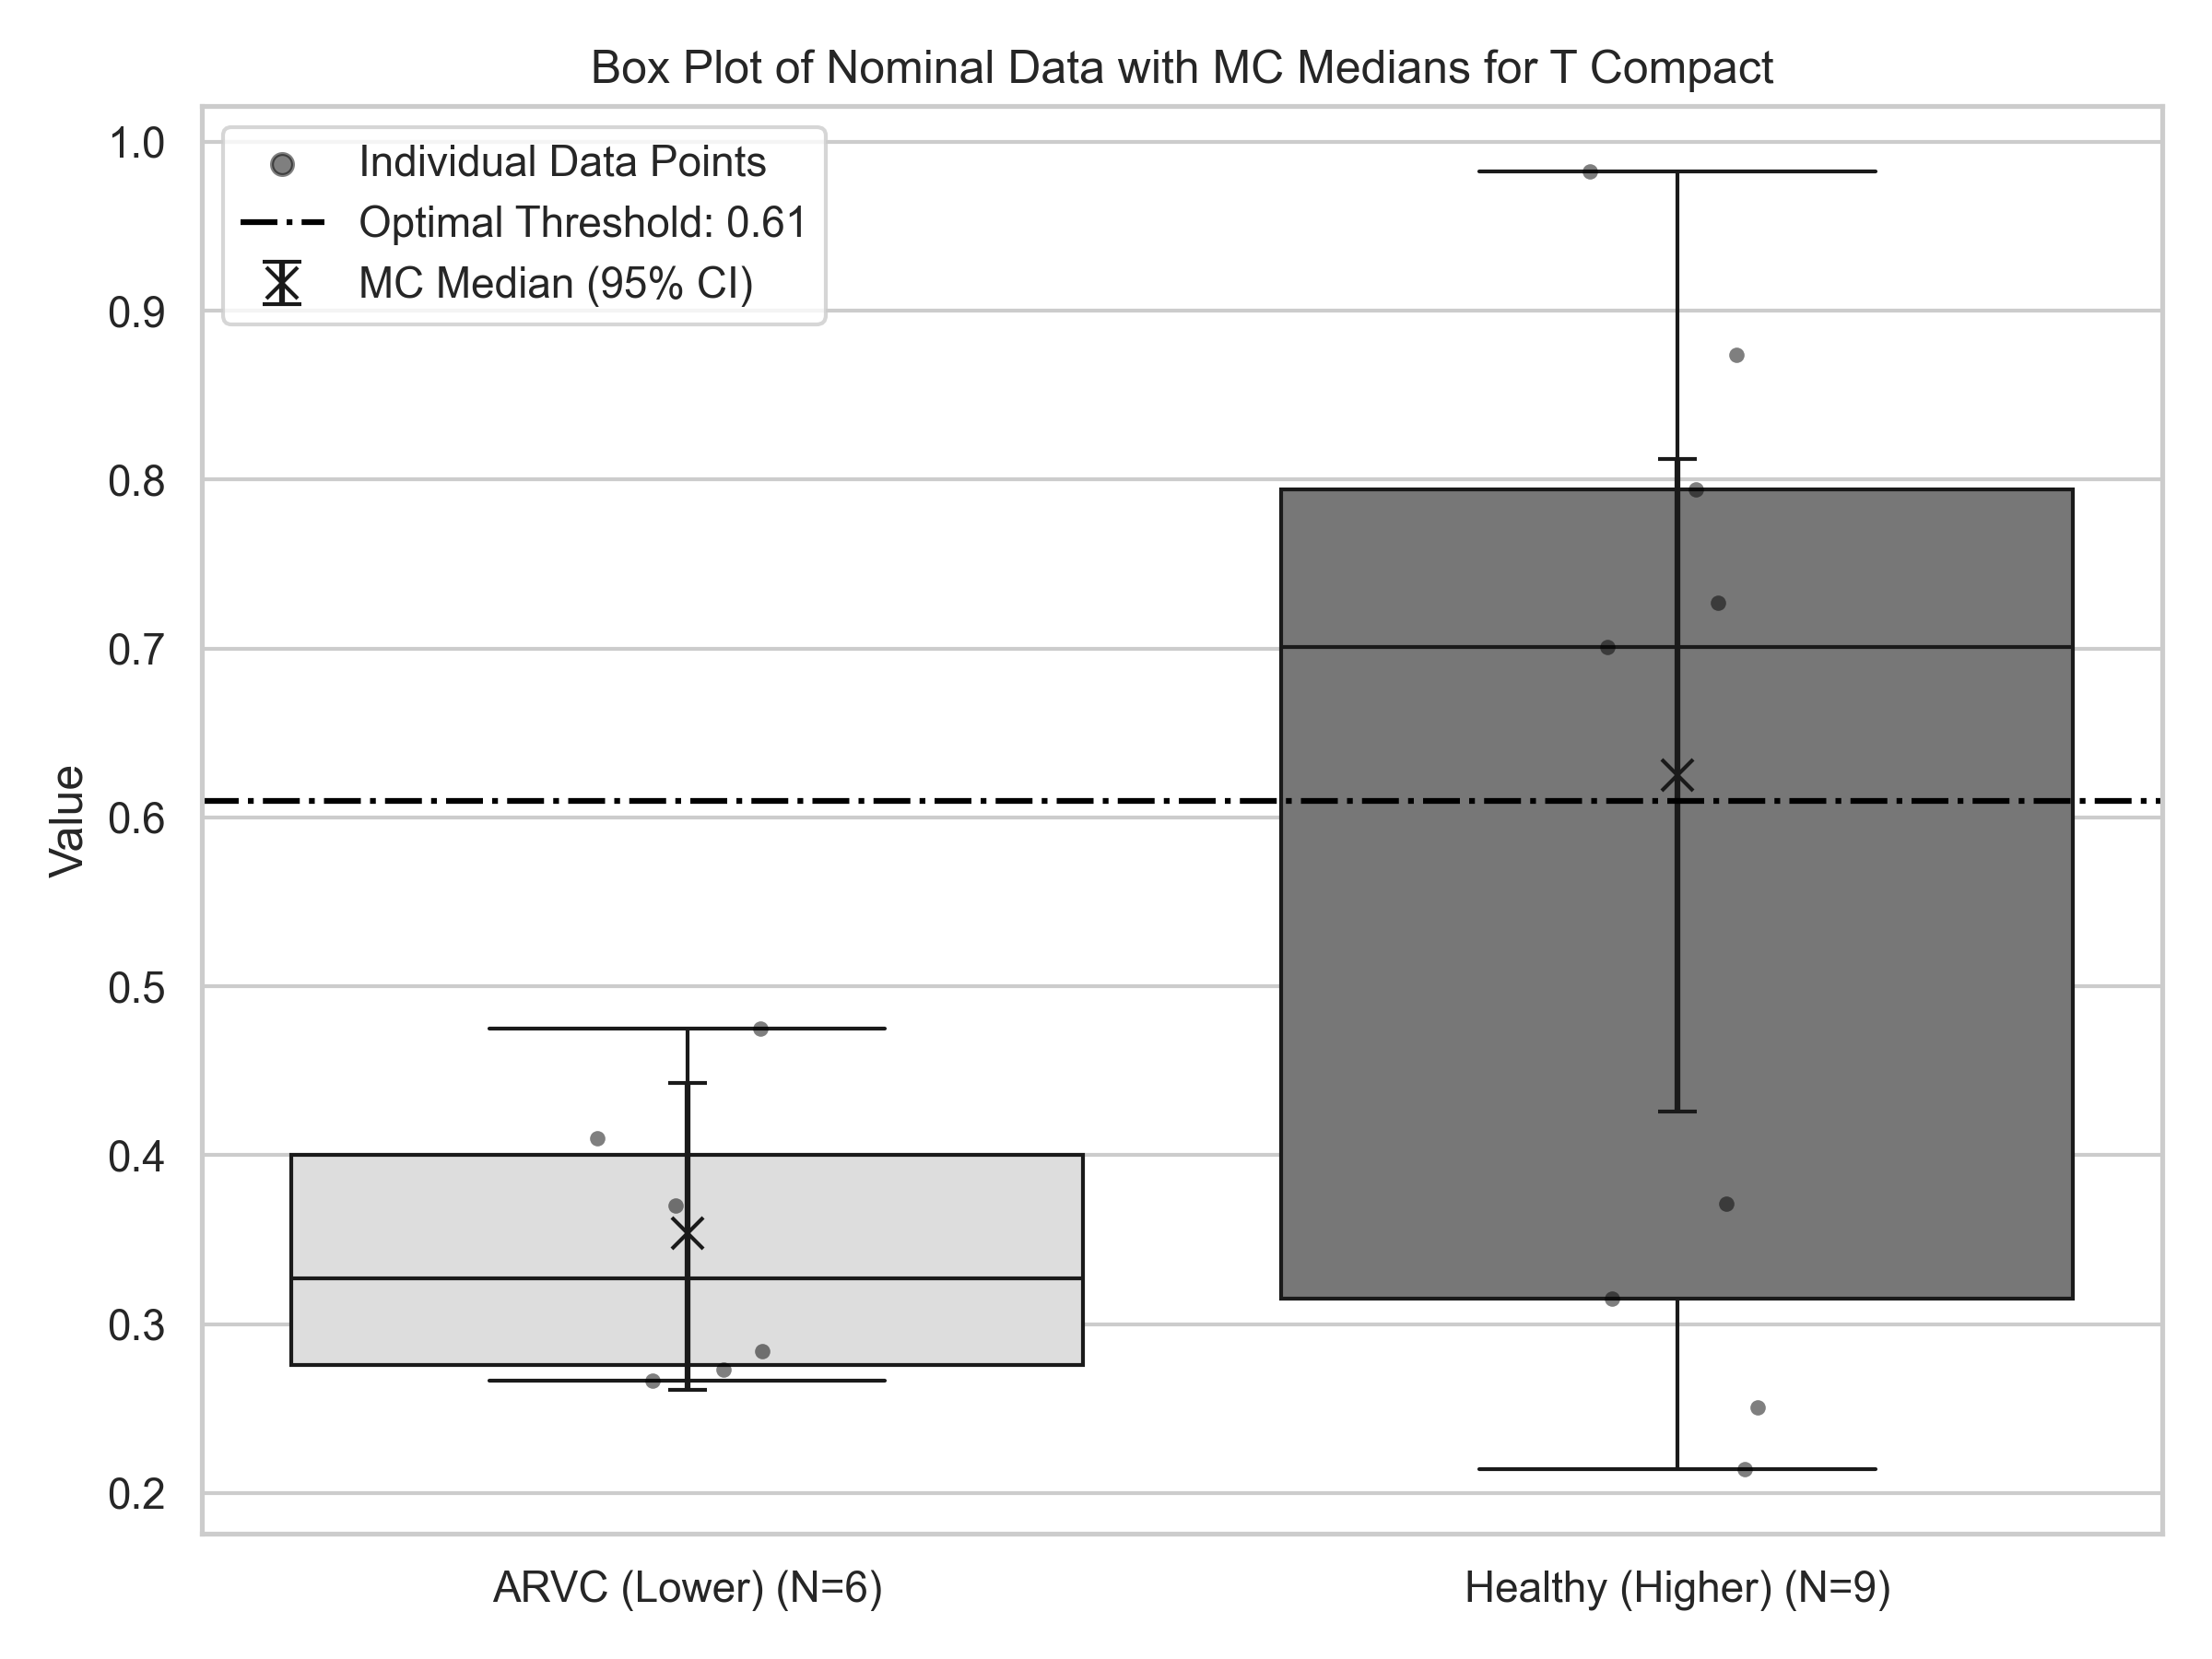 Box Plot of Nominal Data with MC Medians for T Compact
Individual Data Points
Optimal Threshold: 0.61
MC Median (95% CI)
1.0
0.9
0.8
0.7
0.6
0.5
0.4
0.3
0.2
Value
ARVC (Lower) (N=6)
Healthy (Higher) (N=9)